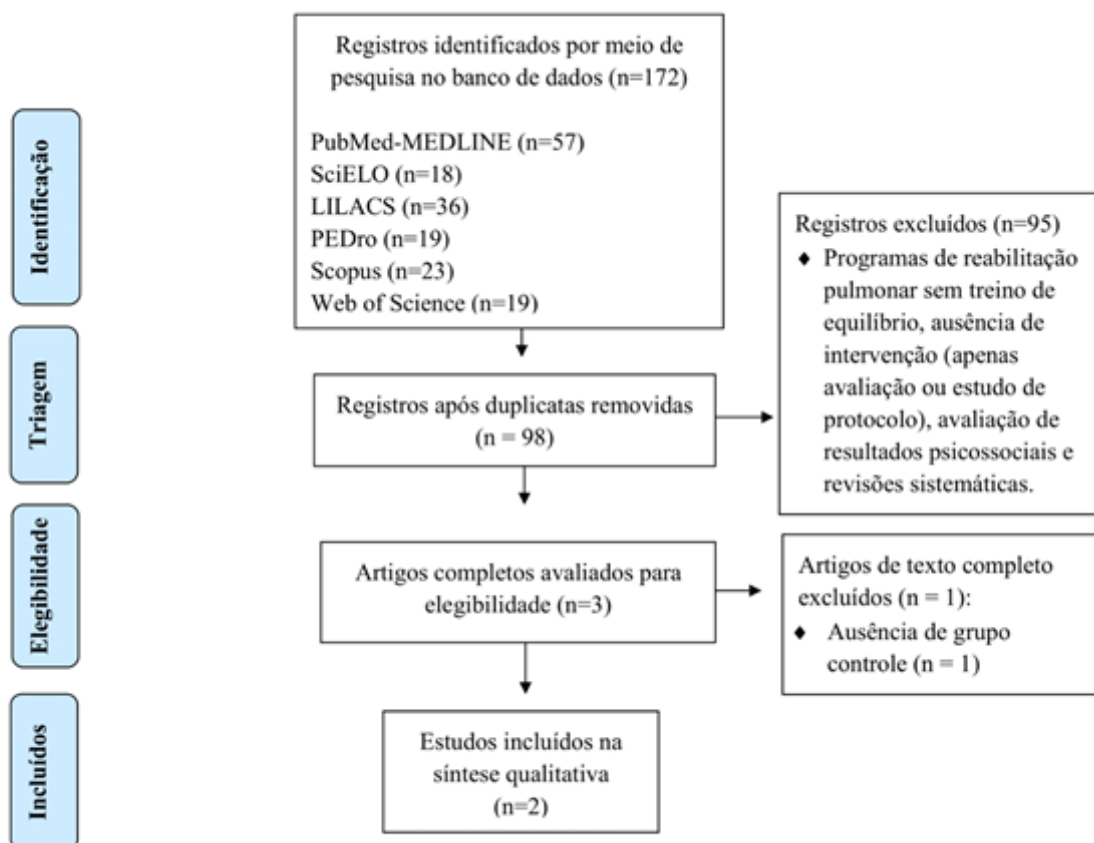 Identificação
Registros identificados por meio de
pesquisa no banco de dados (n=172)
PubMed-MEDLINE (n=57)
SciELO (n=18)
LILACS (n=36)
PEDro (n=19)
Scopus (n=23)
Web of Science (n=19)
Triagem
Registros após duplicatas removidas
(n = 98)
Registros excluídos (n=95)
♦ Programas de reabilitação
pulmonar sem treino de
equilíbrio, ausência de
intervenção (apenas
avaliação ou estudo de
protocolo), avaliação de
resultados psicossociais e
revisões sistemáticas.
Elegibilidade
Artigos completos avaliados para
elegibilidade (n=3)
Artigos de texto completo
excluídos (n = 1):
♦ Ausência de grupo
controle (n = 1)
Incluídos
Estudos incluídos na
síntese qualitativa
(n=2)